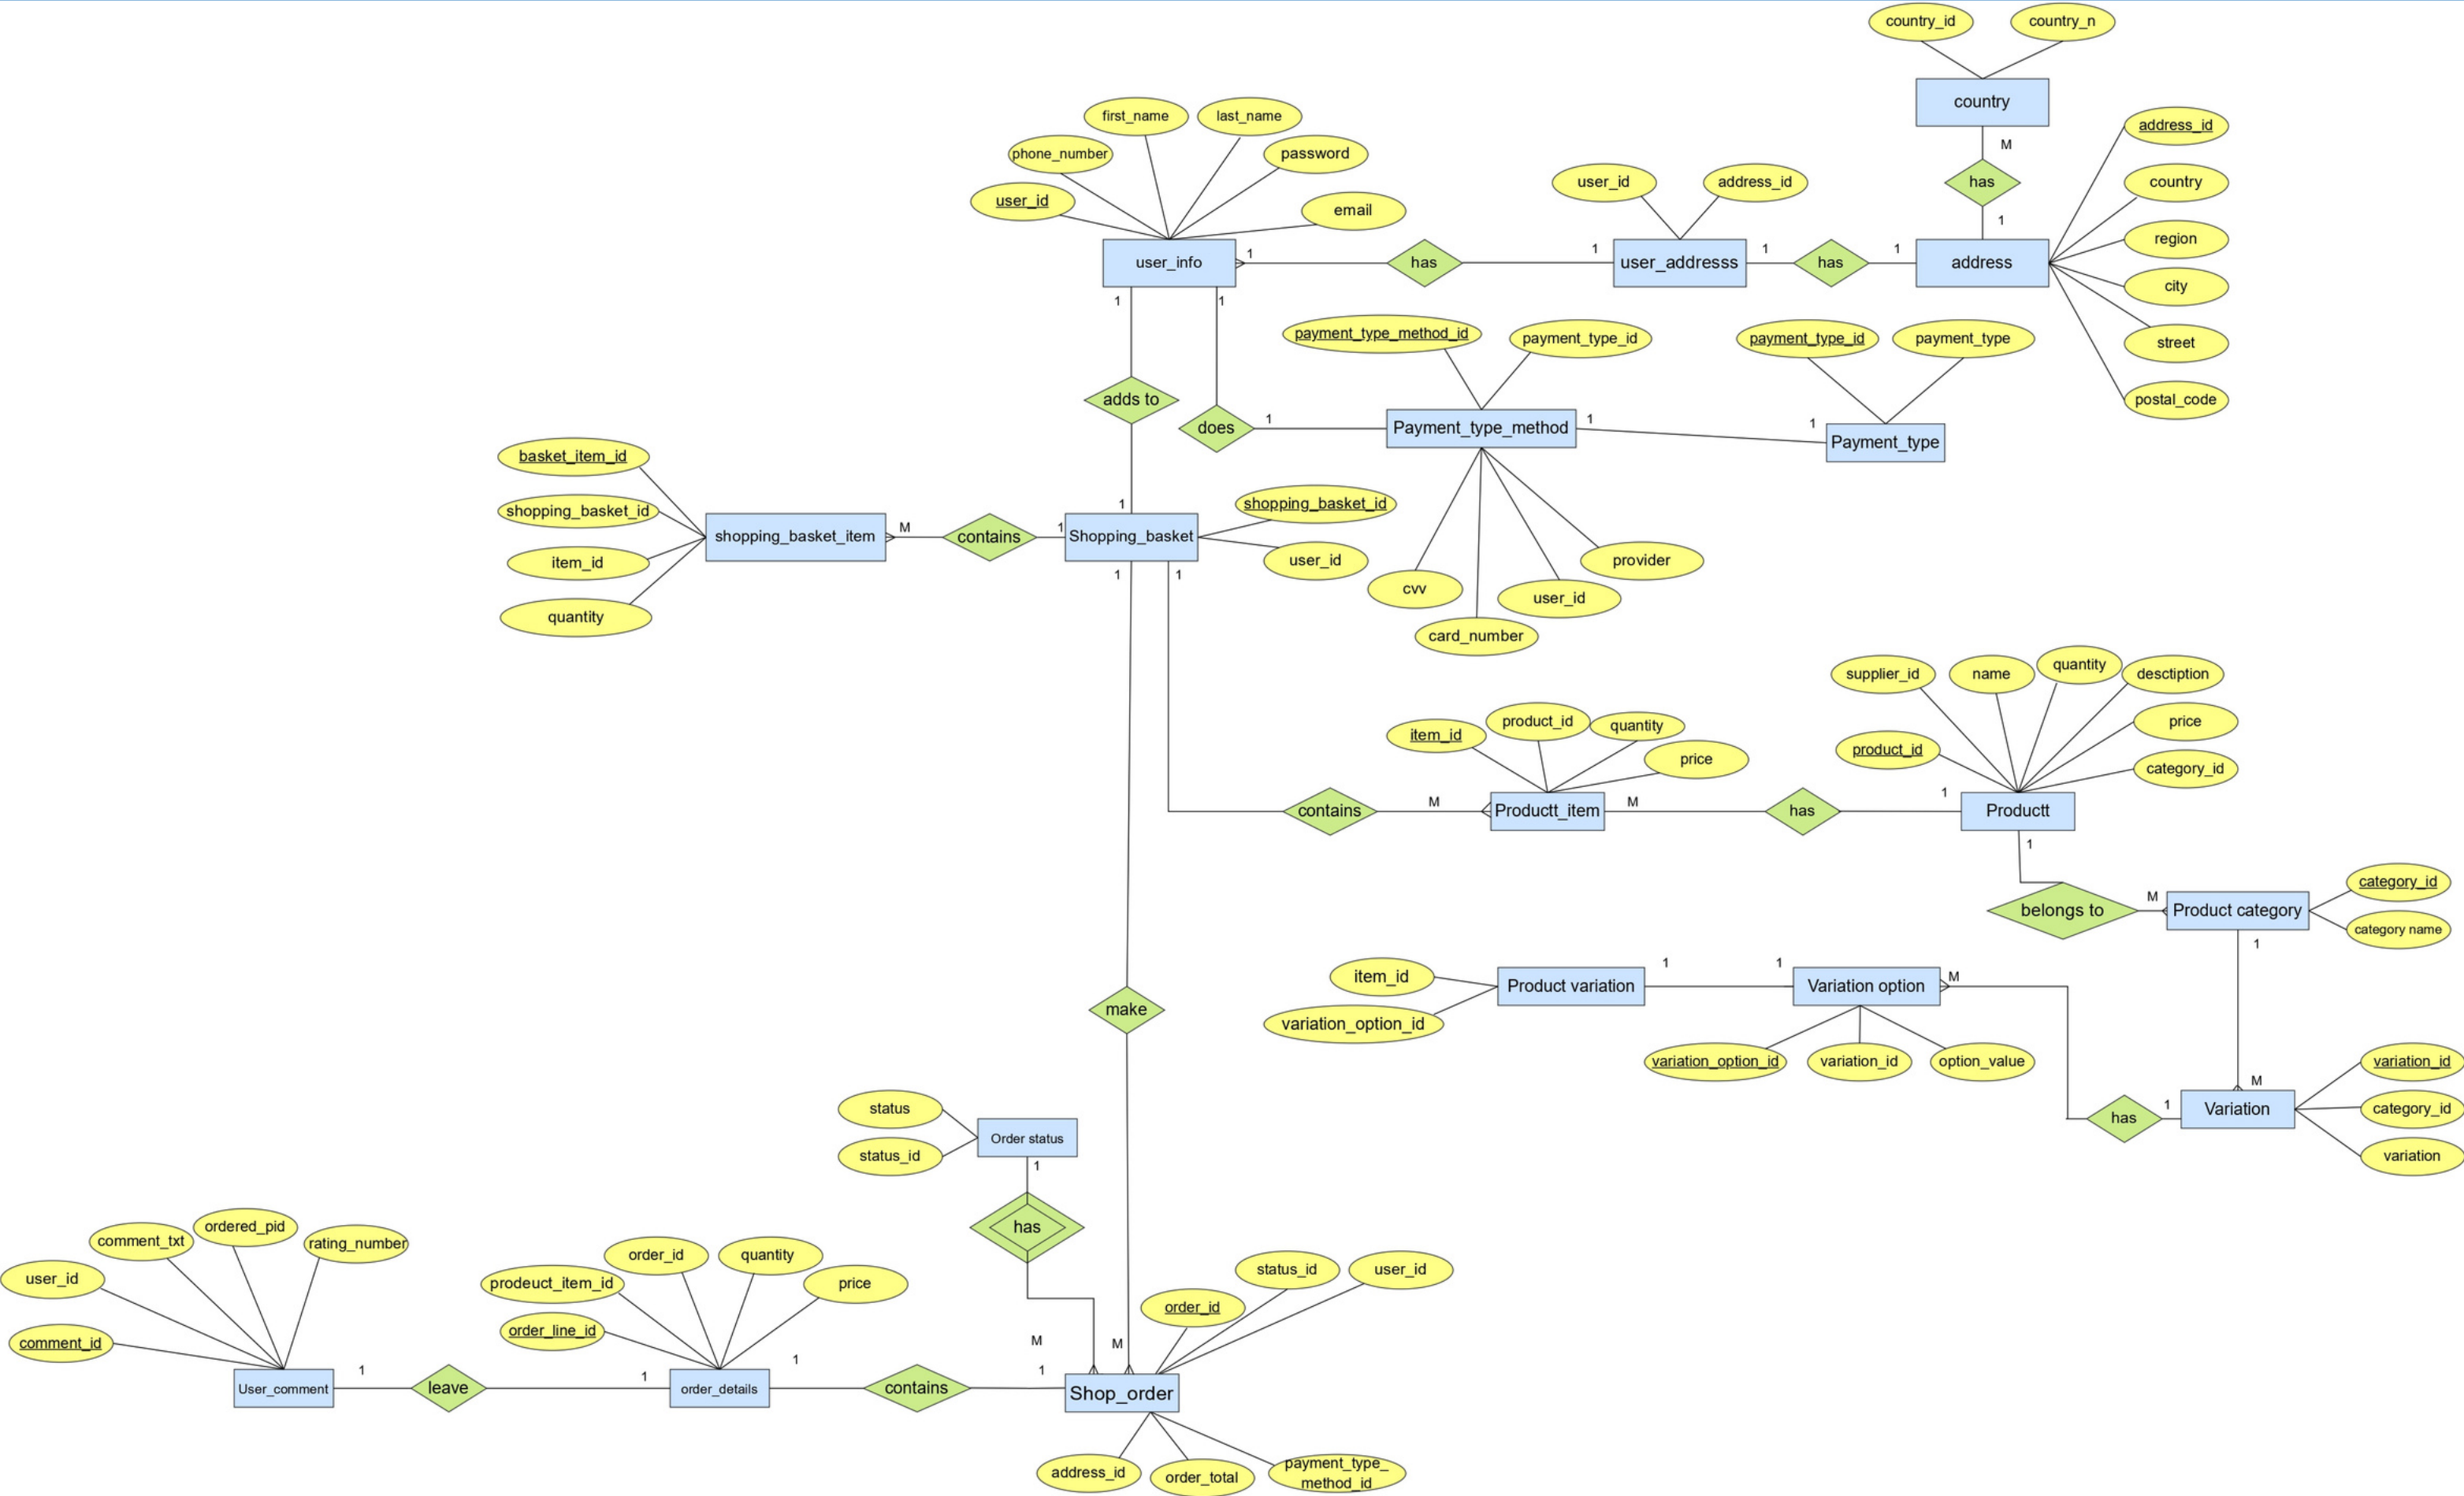 country_id
country_n
country
first_name
last_name
phone_number
password
user_id
email
user_info
1
has
1
user_id
address_id
user_addresss
1
has
1
M
has
1
address
address_id
country
region
city
street
postal_code
1
1
adds to
does
1
payment_type_method_id
payment_type_id
Payment_type_method
1
1
payment_type_id
payment_type
Payment_type
cvv
card_number
user_id
provider
basket_item_id
shopping_basket_id
item_id
quantity
shopping_basket_item
M
contains
1
1
Shopping_basket
shopping_basket_id
user_id
1
1
supplier_id
name
quantity
desctiption
price
product_id
category_id
item_id
product_id
quantity
price
contains
M
Productt_item
M
has
1
Productt
1
belongs to
M
Product category
category_id
category name
1
item_id
variation_option_id
Product variation
1
1
Variation option
M
variation_option_id
variation_id
option_value
make
has
1
M
Variation
variation_id
category_id
variation
status
status_id
Order status
1
has
M
M
comment_txt
ordered_pid
rating_number
user_id
comment_id
User_comment
1
leave
1
order_id
quantity
prodeuct_item_id
price
order_line_id
order_details
1
contains
1
status_id
user_id
order_id
Shop_order
address_id
order_total
payment_type_
method_id